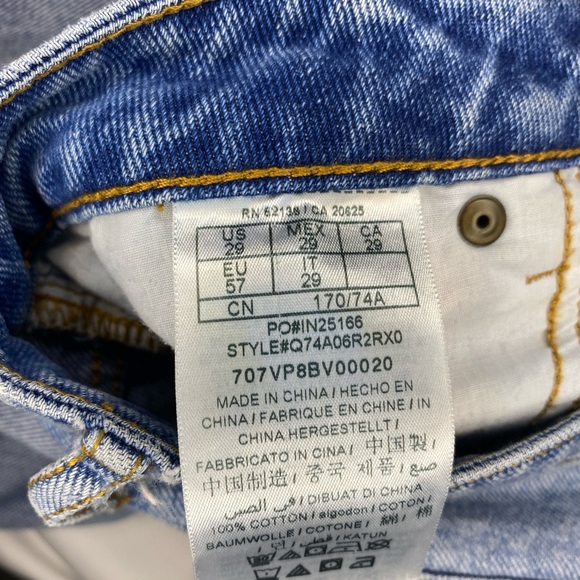 RN 52138 / CA 20625
US 29 MEX 29 CA 29
EU 57 IT 29
CN 170/74A
PO#IN25166
STYLE#Q74A06R2RX0
707VP8BV00020
MADE IN CHINA / HECHO EN
CHINA / FABRIQUE EN CHINE / IN
CHINA HERGESTELLT /
FABBRICATO IN CINA / 中国製 /
中国制造 / 중국 제품 / صنع
في الصين / DIBUAT DI CHINA
100% COTTON / algodon / COTON /
BAUMWOLLE / COTONE / 綿 / 棉
/ 면 / قطن / KATUN